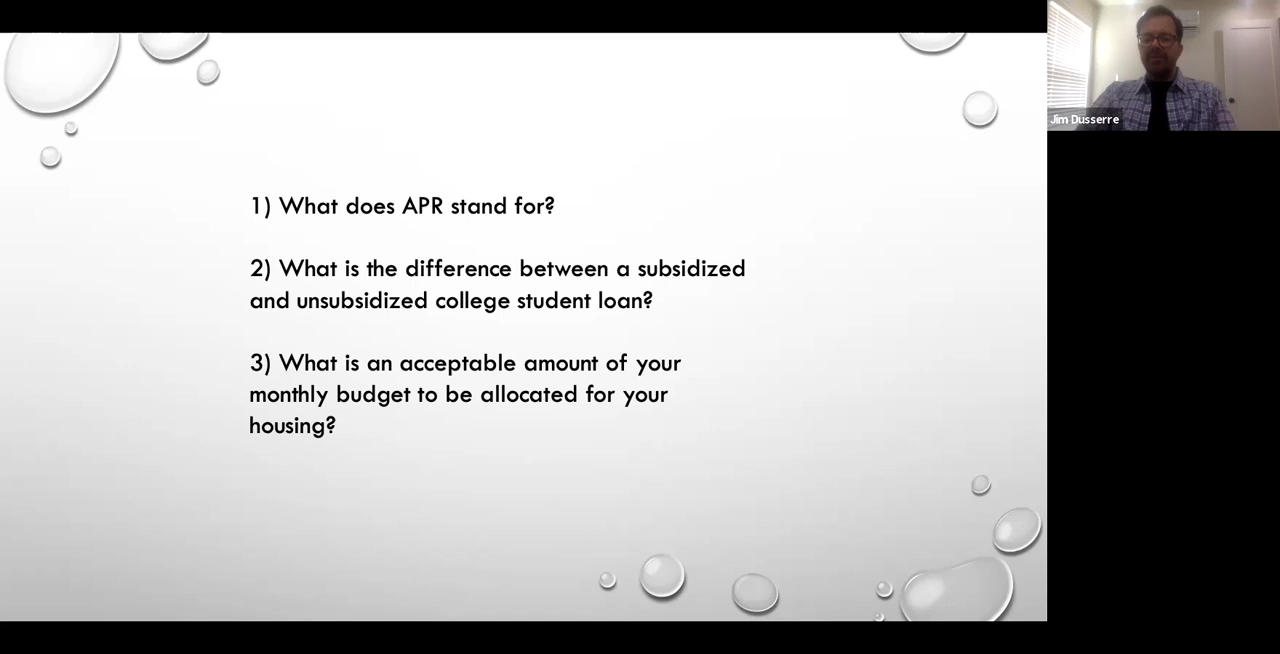 1) What does APR stand for?
2) What is the difference between a subsidized
and unsubsidized college student loan?
3) What is an acceptable amount of your
monthly budget to be allocated for your
housing?
Jim Dusserre